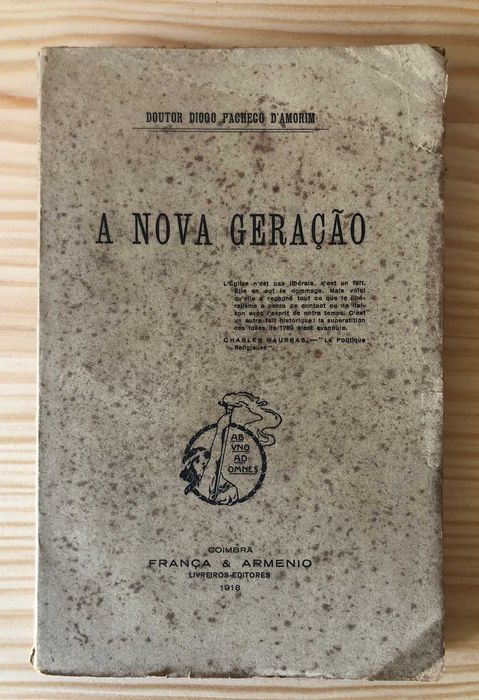 DOUTOR DIOGO PACHECO D'AMORIM
A NOVA GERAÇÃO
L'Église n'est pas libérale, c'est un fait.
Elle en eut le dommage. Mais voici
qu'elle a regagné tout ce que le libé-
ralisme a perdu de contact ou de liai-
son avec l'esprit de notre temps. C'est
un autre fait historique: la superstition
des idées de 1789 s'est évanouie.
CHARLES MAURRAS.—"La Politique
Religieuse".
AB
VNO
AD
OMNES
COIMBRA
FRANÇA & ARMENIO
LIVREIROS-EDITORES
1918